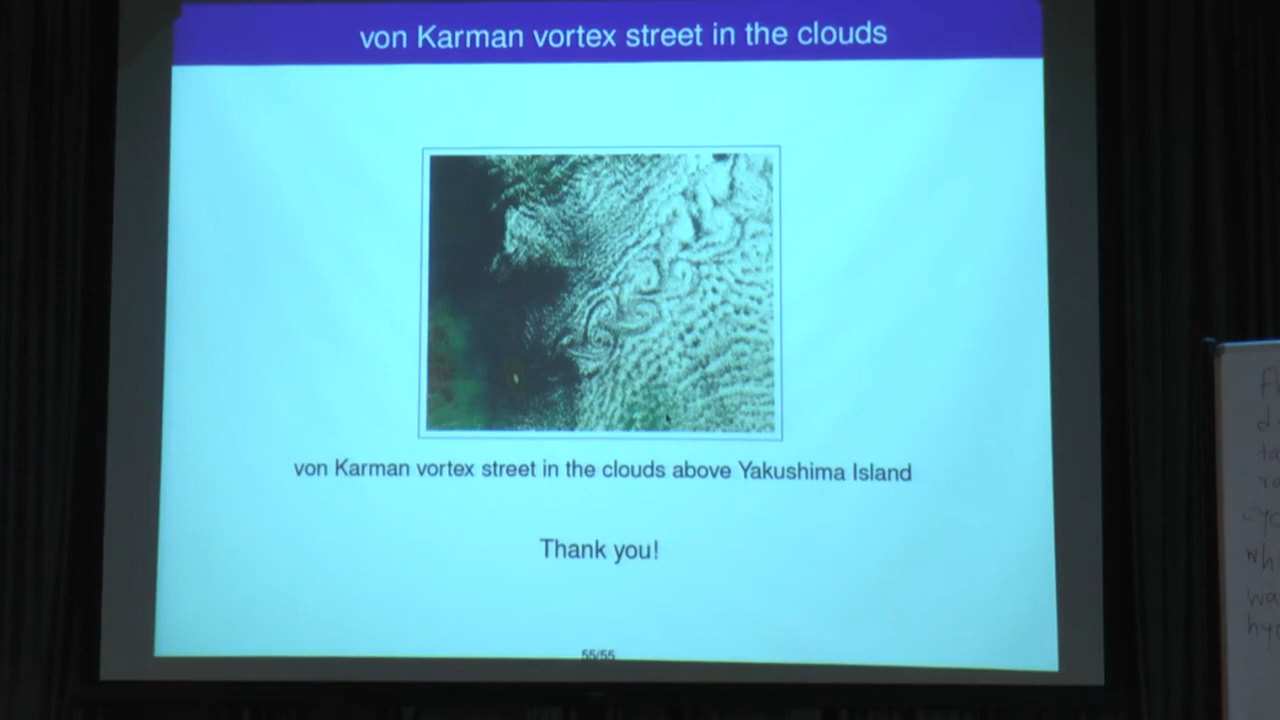 von Karman vortex street in the clouds
von Karman vortex street in the clouds above Yakushima Island
Thank you!
55/55